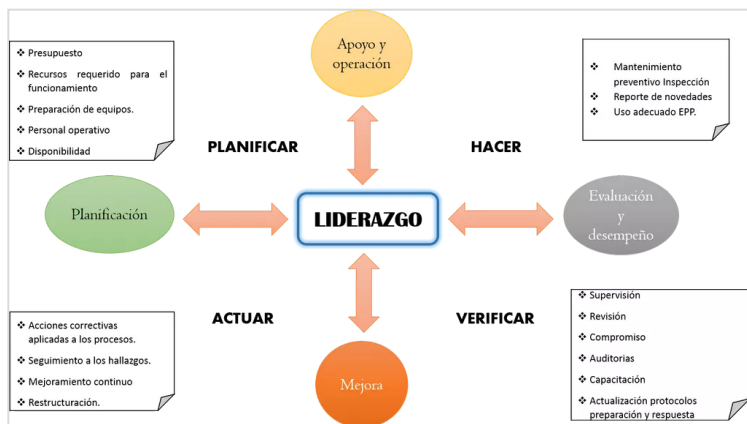 Apoyo y
operación
❖ Presupuesto
❖ Recursos requerido para el
funcionamiento
❖ Preparación de equipos.
❖ Personal operativo
❖ Disponibilidad
❖ Mantenimiento
preventivo Inspección
❖ Reporte de novedades
❖ Uso adecuado EPP.
PLANIFICAR
HACER
Planificación
LIDERAZGO
Evaluación
y
desempeño
ACTUAR
VERIFICAR
❖ Acciones correctivas
aplicadas a los procesos.
❖ Seguimiento a los hallazgos.
❖ Mejoramiento continuo
❖ Restructuración.
Mejora
❖ Supervisión
❖ Revisión
❖ Compromiso
❖ Auditorias
❖ Capacitación
❖ Actualización protocolos
preparación y respuesta